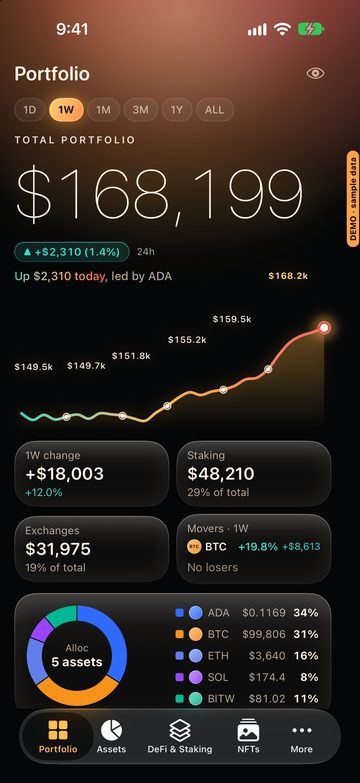 9:41
Portfolio
1D 1W 1M 3M 1Y ALL
TOTAL PORTFOLIO
$168,199
DEMO · sample data
▲ +$2,310 (1.4%) 24h
Up $2,310 today, led by ADA
$168.2k
$159.5k
$155.2k
$151.8k
$149.5k $149.7k
1W change
+$18,003
+12.0%
Staking
$48,210
29% of total
Exchanges
$31,975
19% of total
Movers · 1W
BTC BTC +19.8% +$8,613
No losers
Alloc
5 assets
ADA $0.1169 34%
BTC $99,806 31%
ETH $3,640 16%
SOL $174.4 8%
BITW $81.02 11%
Portfolio Assets DeFi & Staking NFTs More